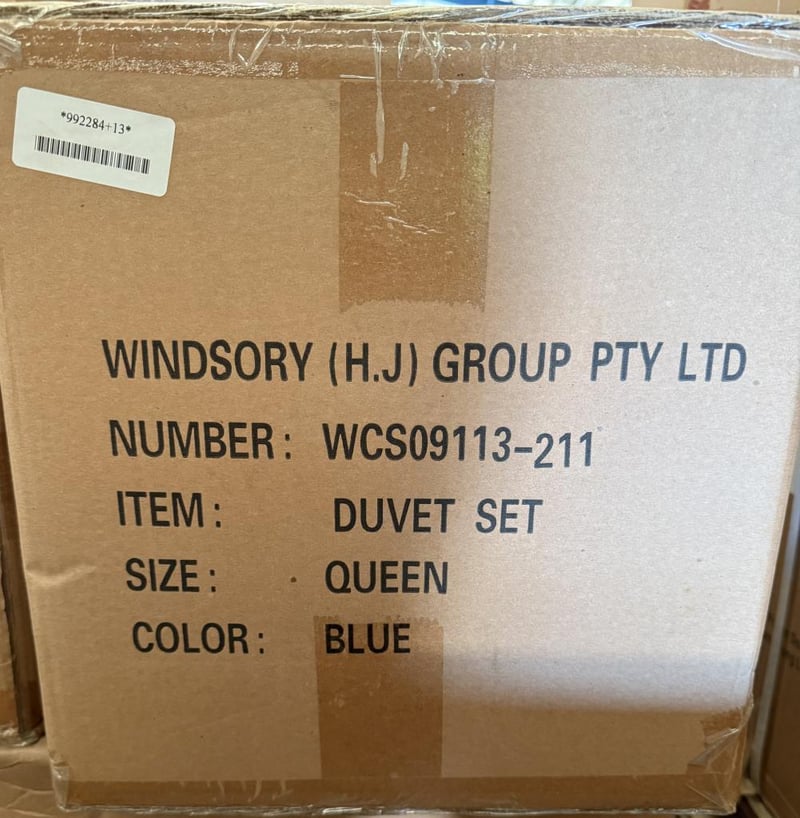 *992284+13*
WINDSORY (H.J) GROUP PTY LTD
NUMBER: WCS09113-211
ITEM: DUVET SET
SIZE: QUEEN
COLOR: BLUE